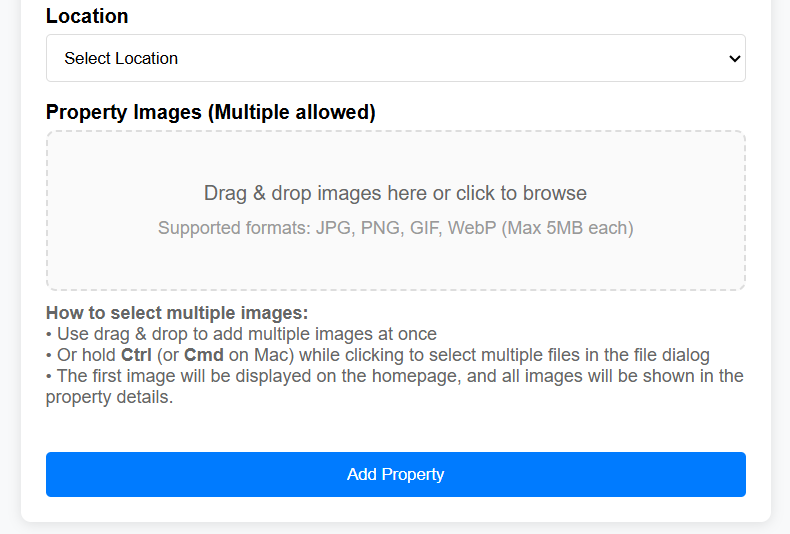 Location
Select Location
Property Images (Multiple allowed)
Drag & drop images here or click to browse
Supported formats: JPG, PNG, GIF, WebP (Max 5MB each)
How to select multiple images:
• Use drag & drop to add multiple images at once
• Or hold Ctrl (or Cmd on Mac) while clicking to select multiple files in the file dialog
• The first image will be displayed on the homepage, and all images will be shown in the
property details.
Add Property